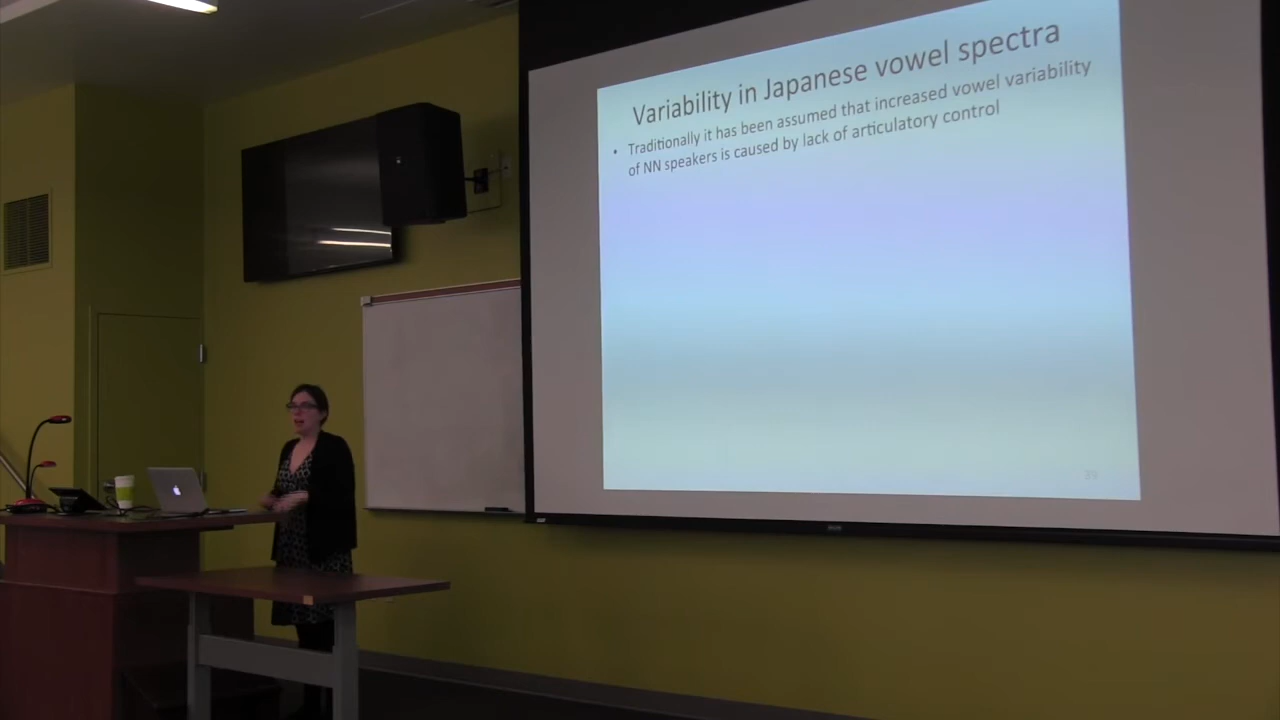 Variability in Japanese vowel spectra
• Traditionally it has been assumed that increased vowel variability
of NN speakers is caused by lack of articulatory control